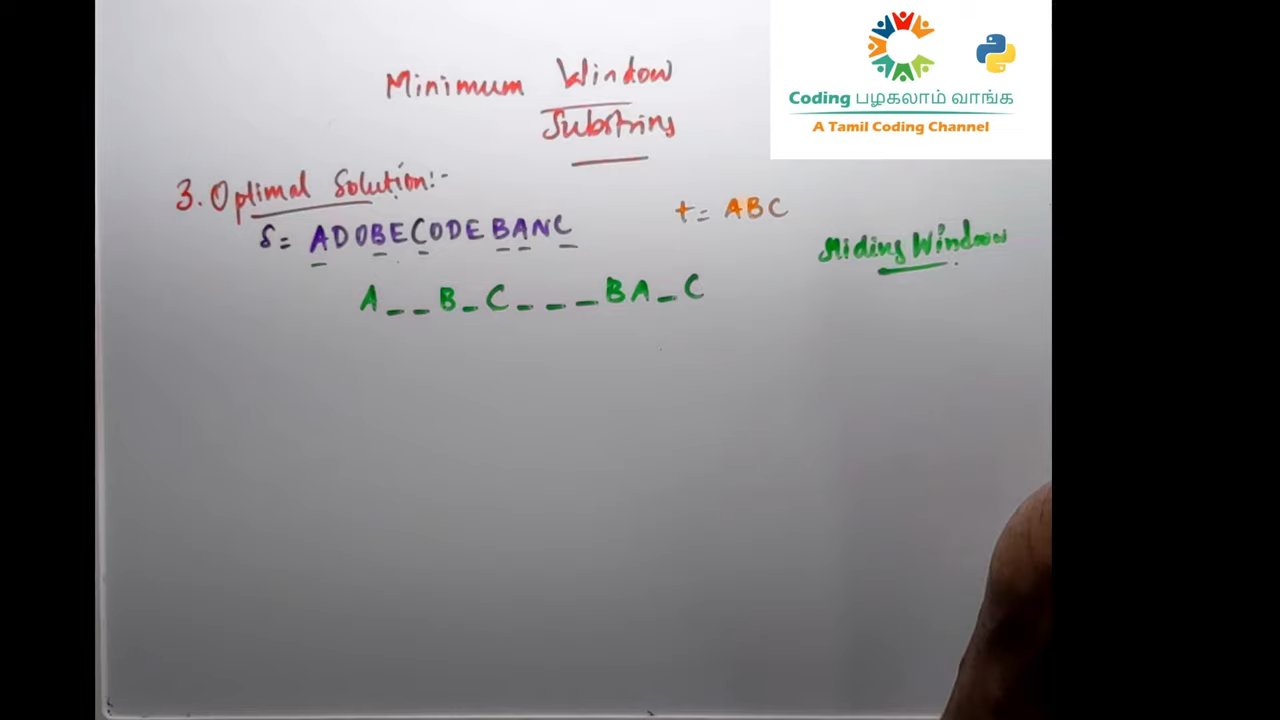 Minimum Window
Substring
Coding பழகலாம் வாங்க
A Tamil Coding Channel
3. Optimal Solution:-
s = ADOBECODEBANC
t = ABC
Sliding Window
A _ _ B _ C _ _ _ B A _ C